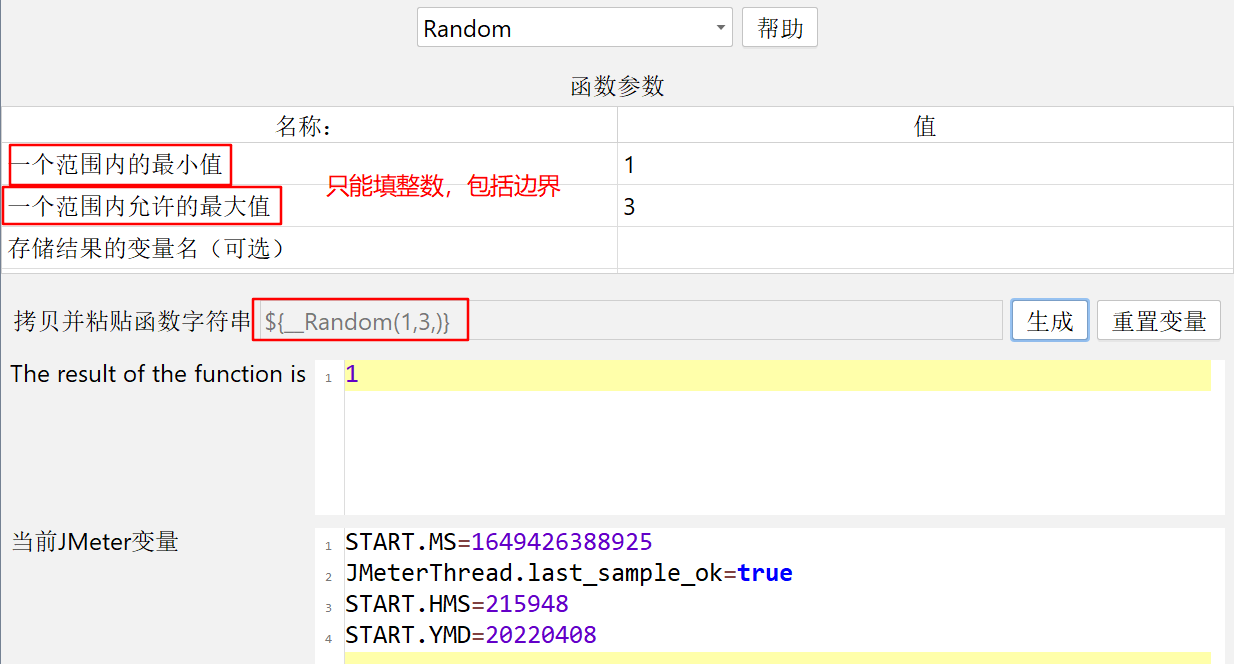 Random 帮助
函数参数
名称: 值
一个范围内的最小值 1
只能填整数，包括边界
一个范围内允许的最大值 3
存储结果的变量名（可选）
拷贝并粘贴函数字符串 ${__Random(1,3,)} 生成 重置变量
The result of the function is 1 1
当前JMeter变量 1 START.MS=1649426388925
2 JMeterThread.last_sample_ok=true
3 START.HMS=215948
4 START.YMD=20220408